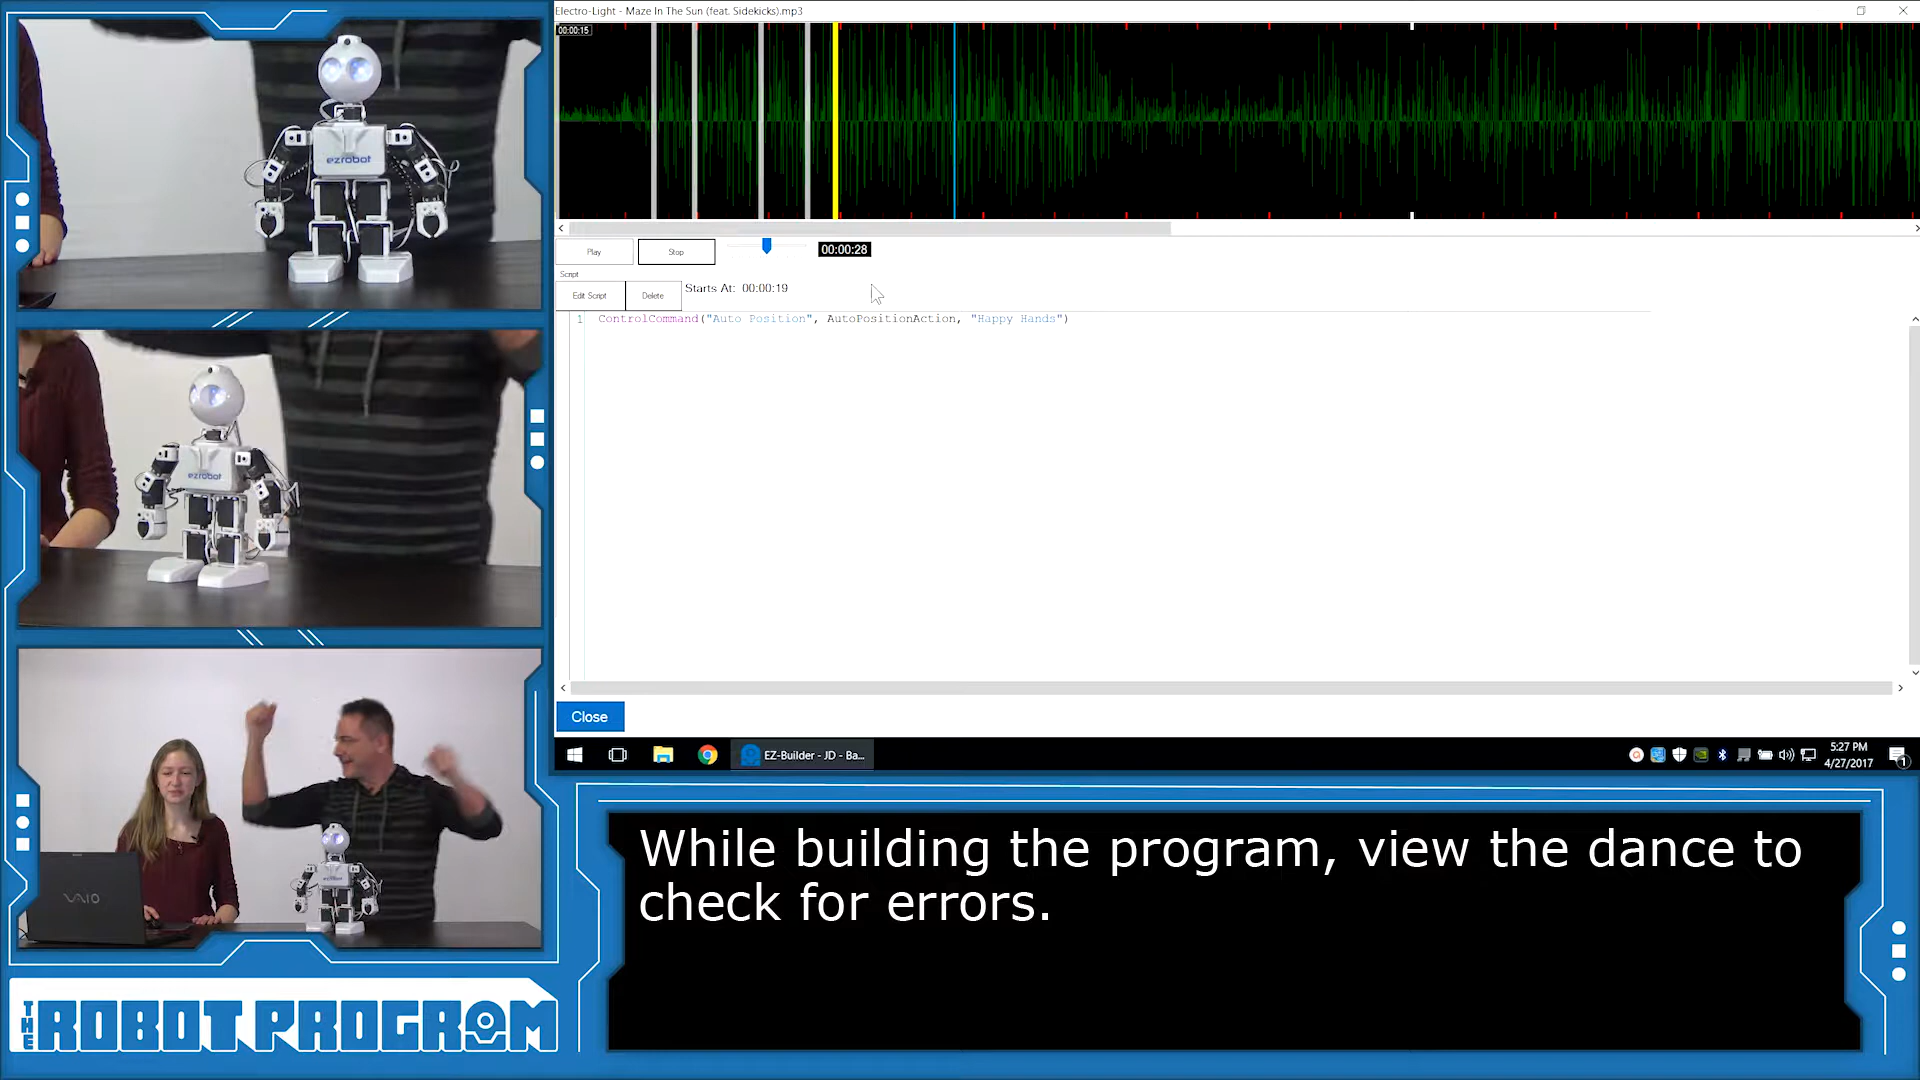 Electro-Light - Maze In The Sun (feat. Sidekicks).mp3
00:00:15
Play
Stop
00:00:28
Script
Edit Script
Delete
Starts At: 00:00:19
1 ControlCommand("Auto Position", AutoPositionAction, "Happy Hands")
Close
EZ-Builder - JD - Ba...
5:27 PM
4/27/2017
1
ezrobot
ezrobot
VAIO
While building the program, view the dance to
check for errors.
THE ROBOT PROGRAM